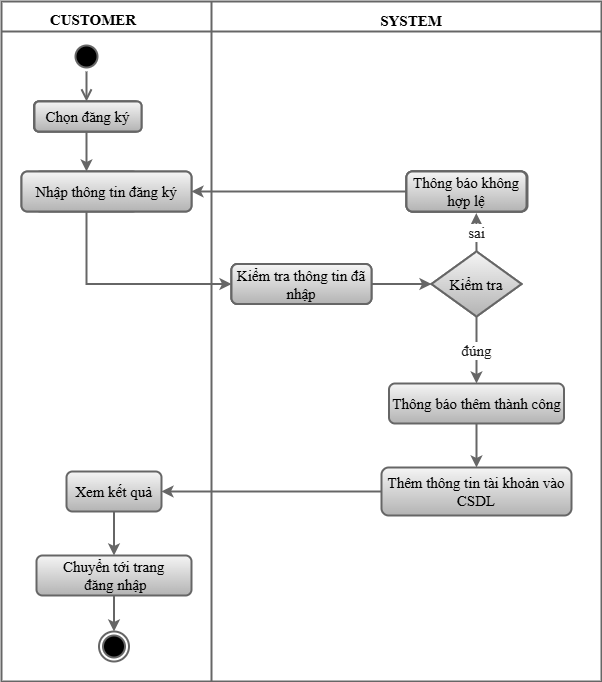 CUSTOMER
SYSTEM
Chọn đăng ký
Nhập thông tin đăng ký
Thông báo không
hợp lệ
sai
Kiểm tra thông tin đã
nhập
Kiểm tra
đúng
Thông báo thêm thành công
Thêm thông tin tài khoản vào
CSDL
Xem kết quả
Chuyển tới trang
đăng nhập